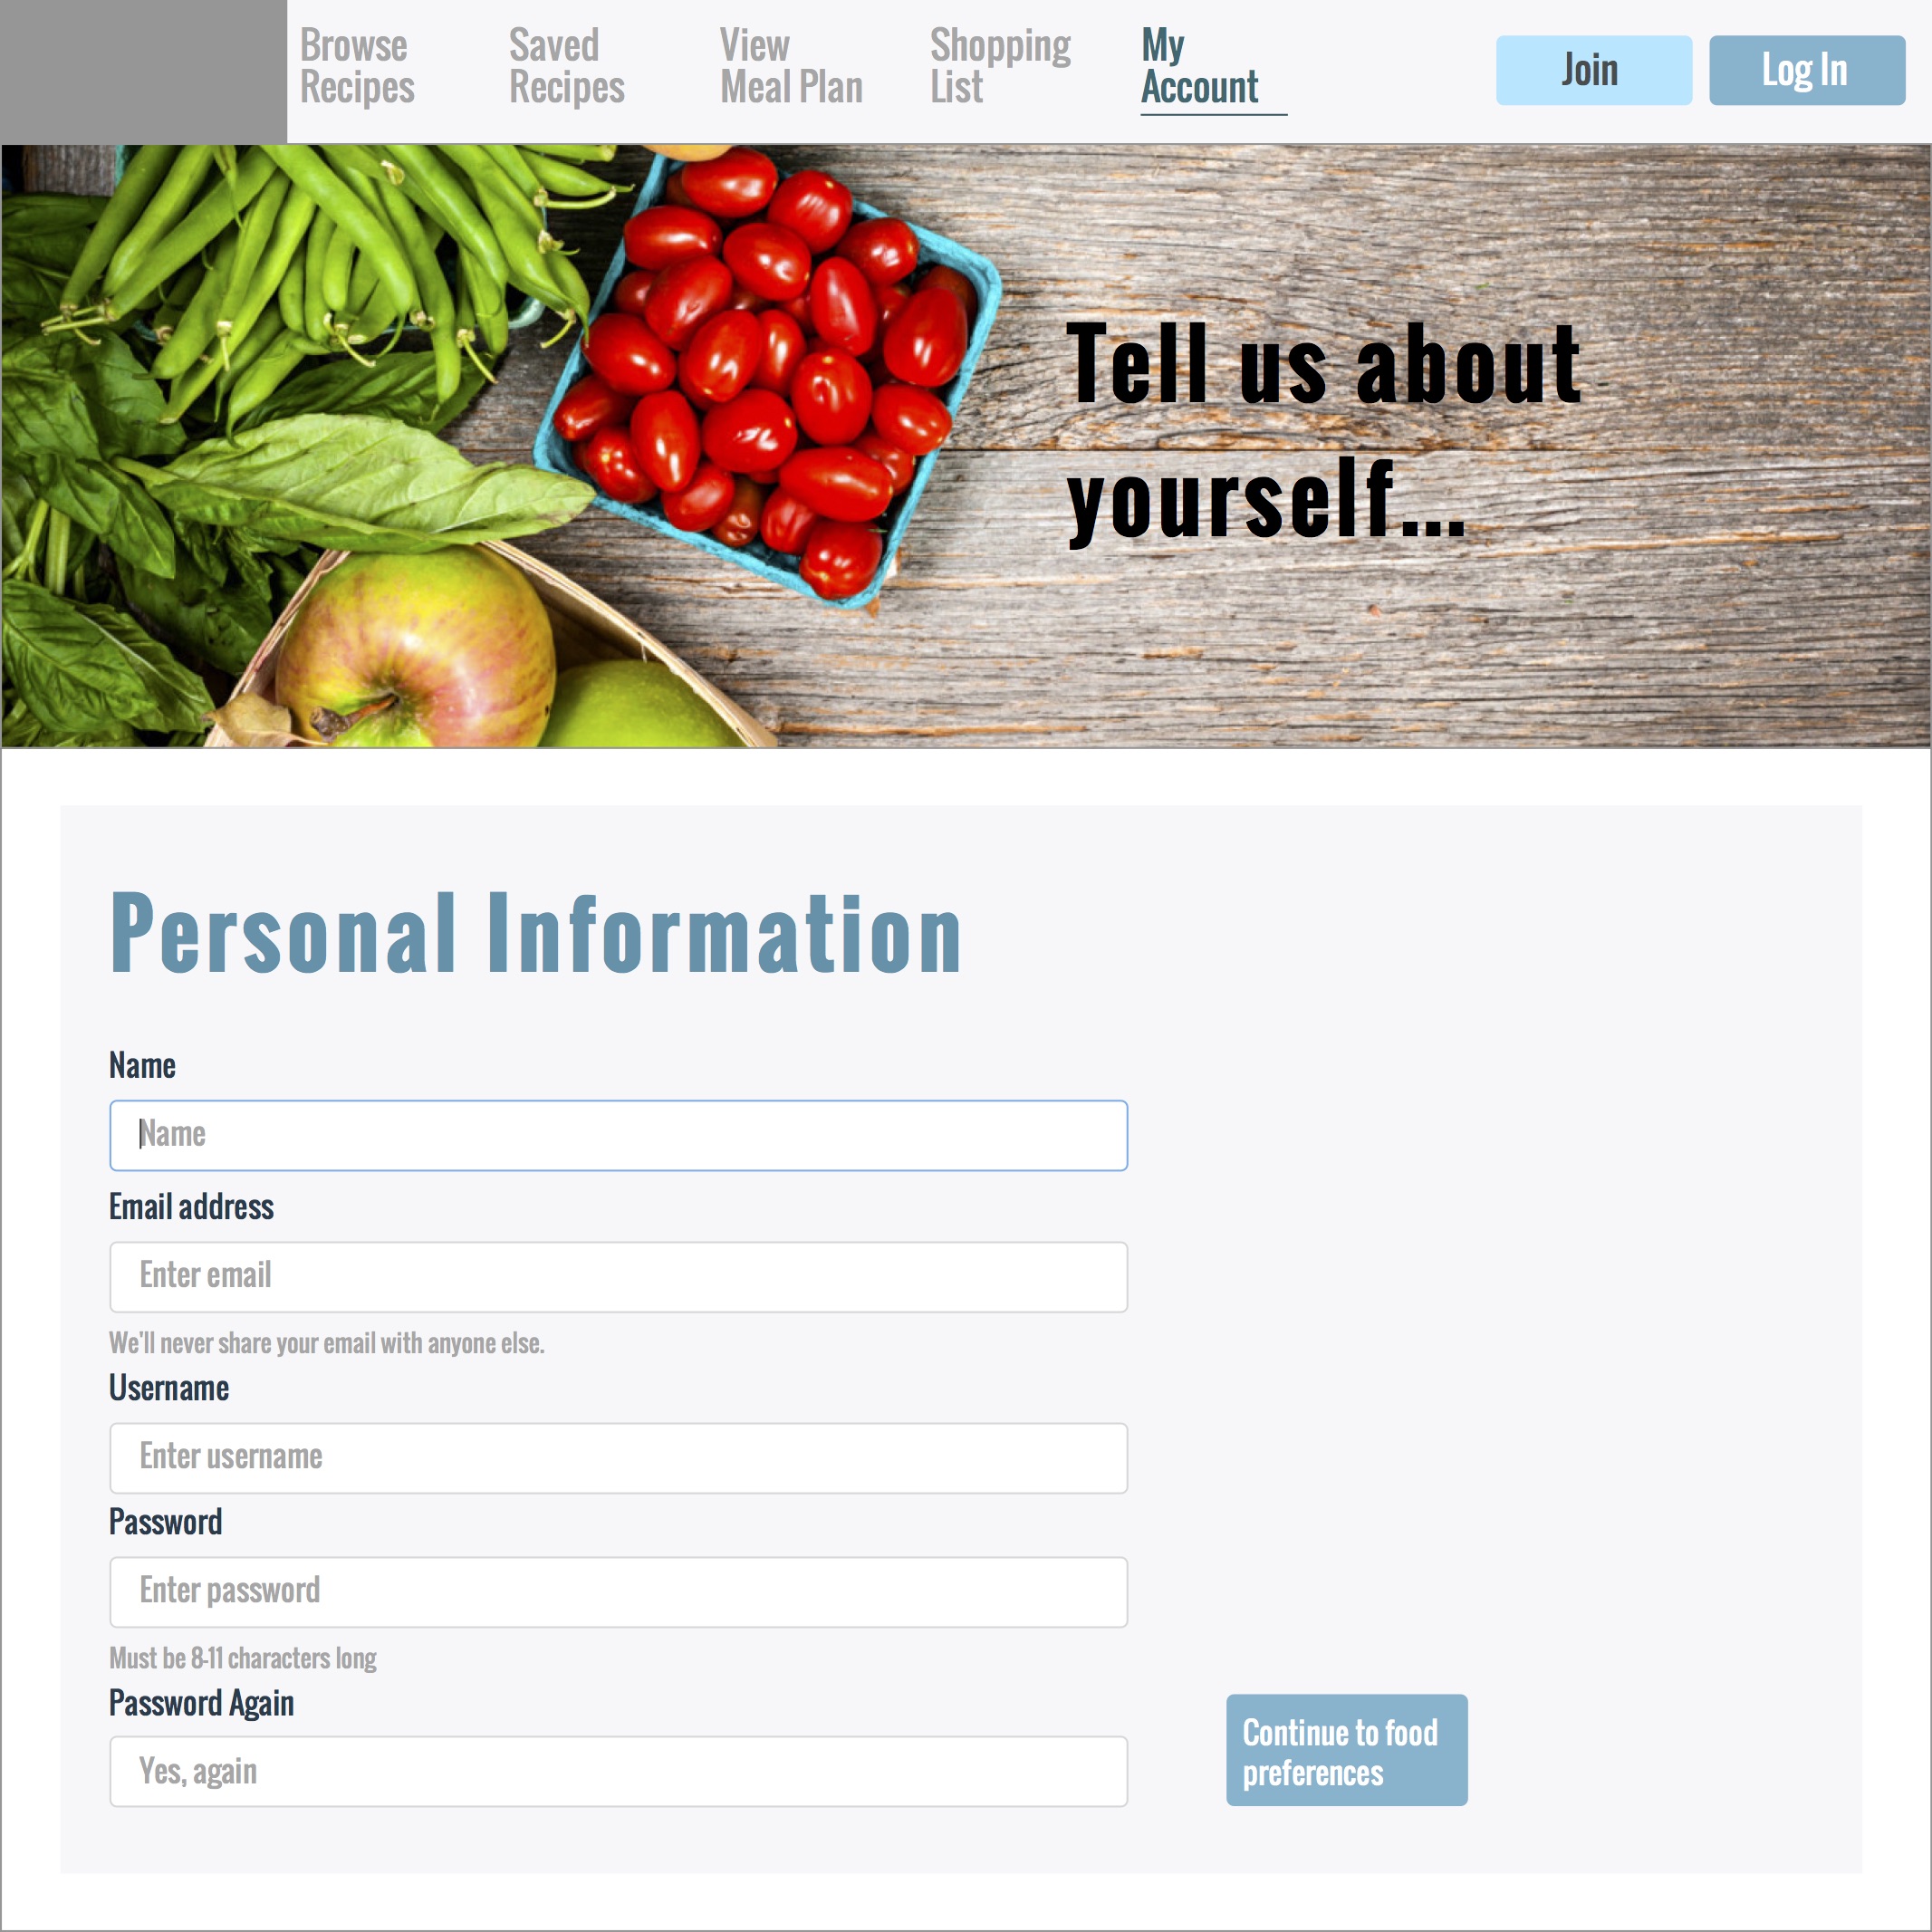 Browse
Recipes
Saved
Recipes
View
Meal Plan
Shopping
List
My
Account
Join
Log In
Tell us about
yourself...
Personal Information
Name
Name
Email address
Enter email
We'll never share your email with anyone else.
Username
Enter username
Password
Enter password
Must be 8-11 characters long
Password Again
Yes, again
Continue to food
preferences